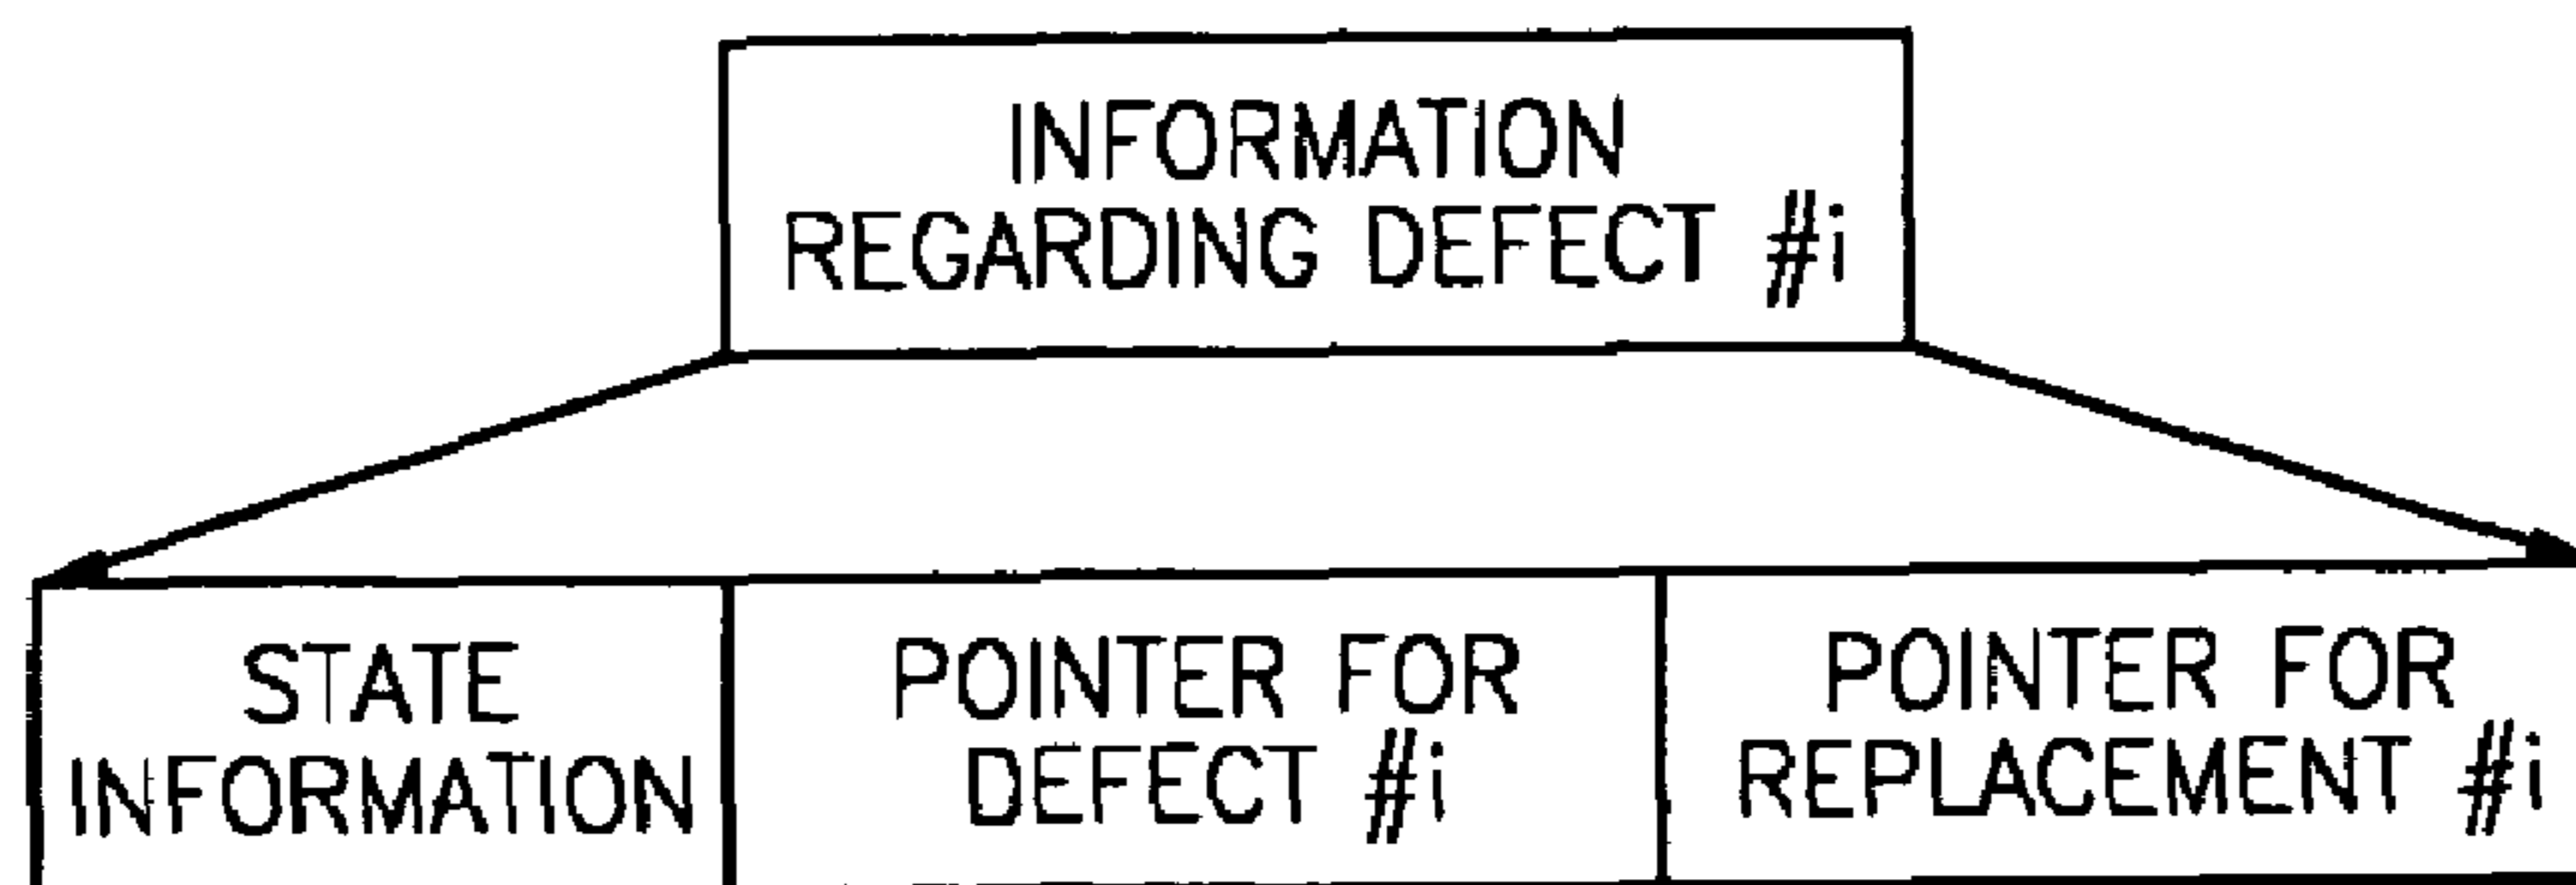 INFORMATION
REGARDING DEFECT #i
STATE
INFORMATION
POINTER FOR
DEFECT #i
POINTER FOR
REPLACEMENT #i